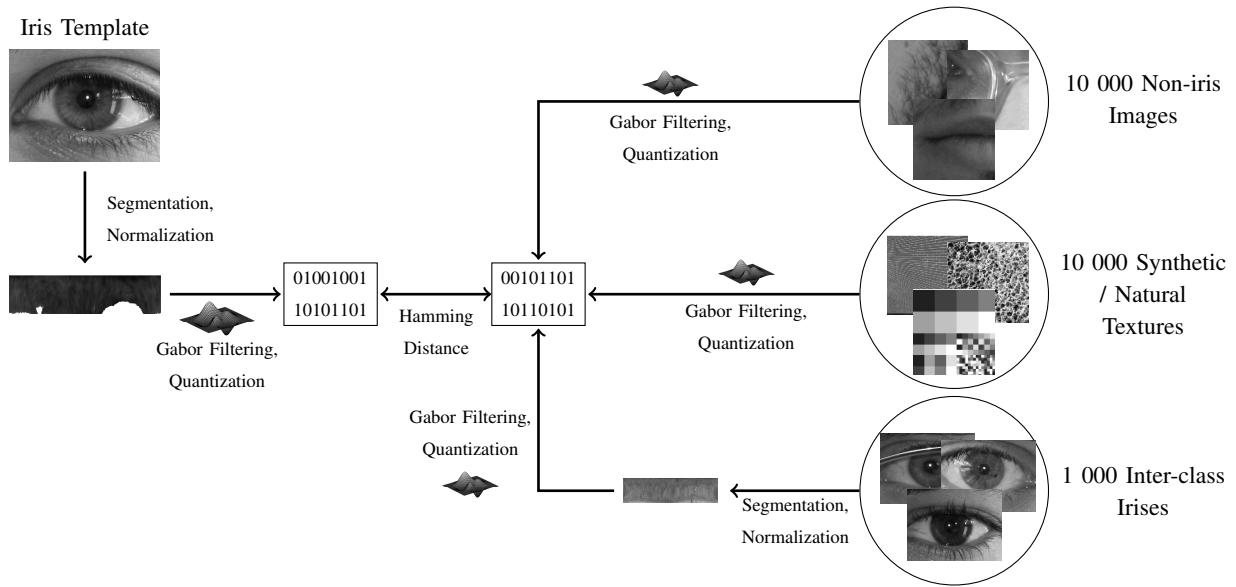 Iris Template
Segmentation,
Normalization
Gabor Filtering,
Quantization
01001001
10101101
Hamming
Distance
00101101
10110101
Gabor Filtering,
Quantization
10 000 Non-iris
Images
Gabor Filtering,
Quantization
10 000 Synthetic
/ Natural
Textures
Gabor Filtering,
Quantization
Segmentation,
Normalization
1 000 Inter-class
Irises